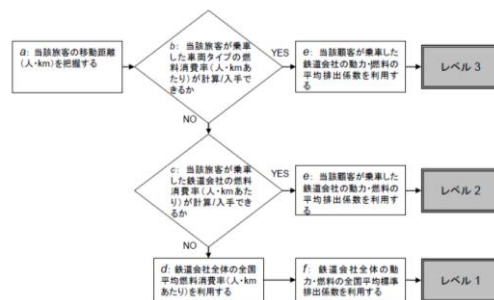 a: 当該旅客の移動距離
(人・km)を把握する
b: 当該旅客が乗車
した車両タイプの燃
料消費率(人・kmあ
たり)が計算/入手で
きるか
YES
e: 当該顧客が乗車した
鉄道会社の動力・燃料の
平均排出係数を利用す
る
レベル 3
NO
c: 当該旅客が乗車
した鉄道会社の燃料
消費率(人・kmあた
り)が計算/入手でき
るか
YES
e: 当該顧客が乗車した
鉄道会社の動力・燃料の
平均排出係数を利用す
る
レベル 2
NO
d: 鉄道会社全体の全国
平均燃料消費率(人・km
あたり)を利用する
f: 鉄道会社全体の動
力・燃料の全国平均標準
排出係数を利用する
レベル 1